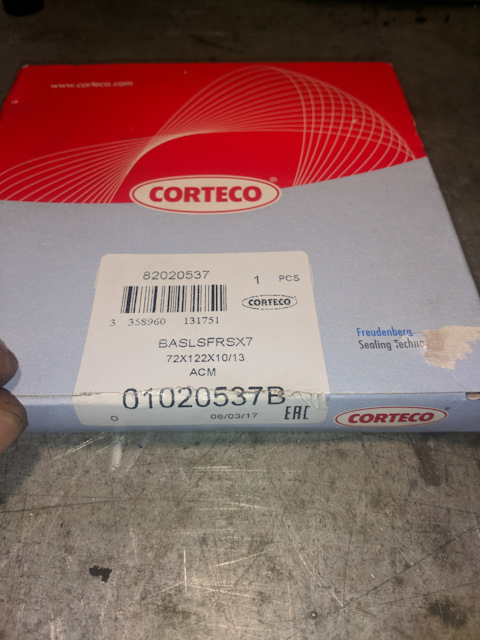 www.corteco.com
CORTECO
82020537
1 PCS
CORTECO
3 358960 131751
BASLSFRSX7
72X122X10/13
ACM
01020537B
0 06/03/17 EAC
Freudenberg
Sealing
CORTECO